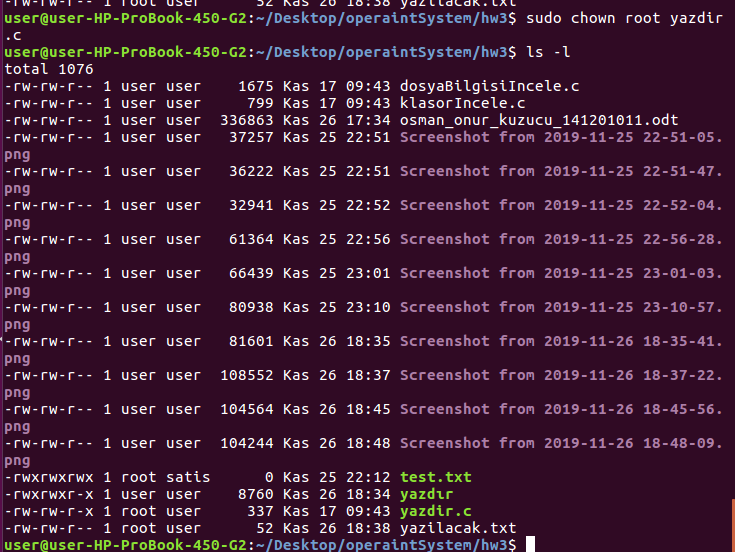 -rw-rw-r-- 1 root user     52 Kas 26 18:38 yazilacak.txt
user@user-HP-ProBook-450-G2:~/Desktop/operaintSystem/hw3$ sudo chown root yazdir
.c
user@user-HP-ProBook-450-G2:~/Desktop/operaintSystem/hw3$ ls -l
total 1076
-rw-rw-r-- 1 user user   1675 Kas 17 09:43 dosyaBilgisiIncele.c
-rw-rw-r-- 1 user user    799 Kas 17 09:43 klasorIncele.c
-rw-rw-r-- 1 user user 336863 Kas 26 17:34 osman_onur_kuzucu_141201011.odt
-rw-rw-r-- 1 user user  37257 Kas 25 22:51 Screenshot from 2019-11-25 22-51-05.
png
-rw-rw-r-- 1 user user  36222 Kas 25 22:51 Screenshot from 2019-11-25 22-51-47.
png
-rw-rw-r-- 1 user user  32941 Kas 25 22:52 Screenshot from 2019-11-25 22-52-04.
png
-rw-rw-r-- 1 user user  61364 Kas 25 22:56 Screenshot from 2019-11-25 22-56-28.
png
-rw-rw-r-- 1 user user  66439 Kas 25 23:01 Screenshot from 2019-11-25 23-01-03.
png
-rw-rw-r-- 1 user user  80938 Kas 25 23:10 Screenshot from 2019-11-25 23-10-57.
png
-rw-rw-r-- 1 user user  81601 Kas 26 18:35 Screenshot from 2019-11-26 18-35-41.
png
-rw-rw-r-- 1 user user 108552 Kas 26 18:37 Screenshot from 2019-11-26 18-37-22.
png
-rw-rw-r-- 1 user user 104564 Kas 26 18:45 Screenshot from 2019-11-26 18-45-56.
png
-rw-rw-r-- 1 user user 104244 Kas 26 18:48 Screenshot from 2019-11-26 18-48-09.
png
-rwxrwxrwx 1 root satis      0 Kas 25 22:12 test.txt
-rwxrwxr-x 1 user user   8760 Kas 26 18:34 yazdir
-rw-rw-r-x 1 root user    337 Kas 17 09:43 yazdir.c
-rw-rw-r-- 1 root user     52 Kas 26 18:38 yazilacak.txt
user@user-HP-ProBook-450-G2:~/Desktop/operaintSystem/hw3$